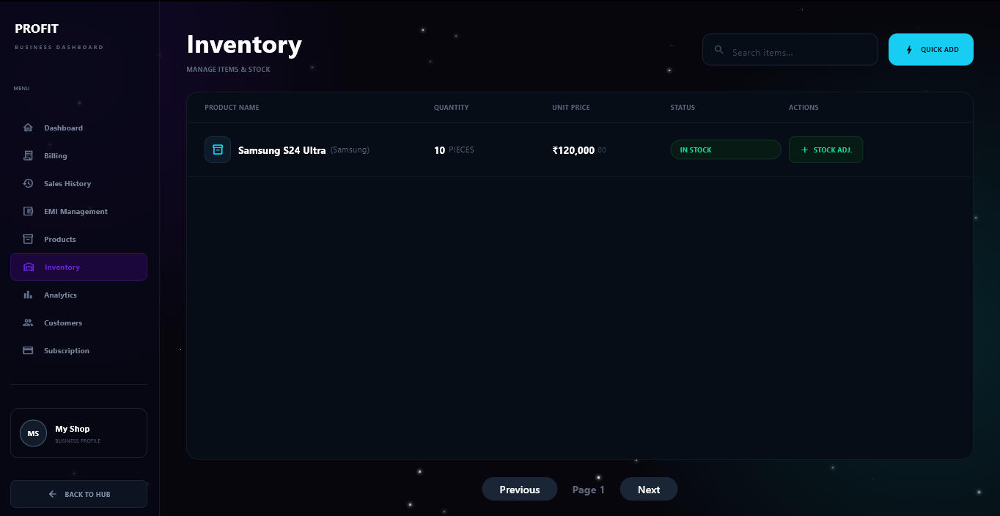 PROFIT
BUSINESS DASHBOARD
MENU
Dashboard
Billing
Sales History
EMI Management
Products
Inventory
Analytics
Customers
Subscription
MS
My Shop
BUSINESS PROFILE
BACK TO HUB
Inventory
MANAGE ITEMS & STOCK
Search items...
QUICK ADD
PRODUCT NAME QUANTITY UNIT PRICE STATUS ACTIONS
Samsung S24 Ultra (Samsung) 10 PIECES ₹120,000.00 IN STOCK + STOCK ADJ.
Previous Page 1 Next